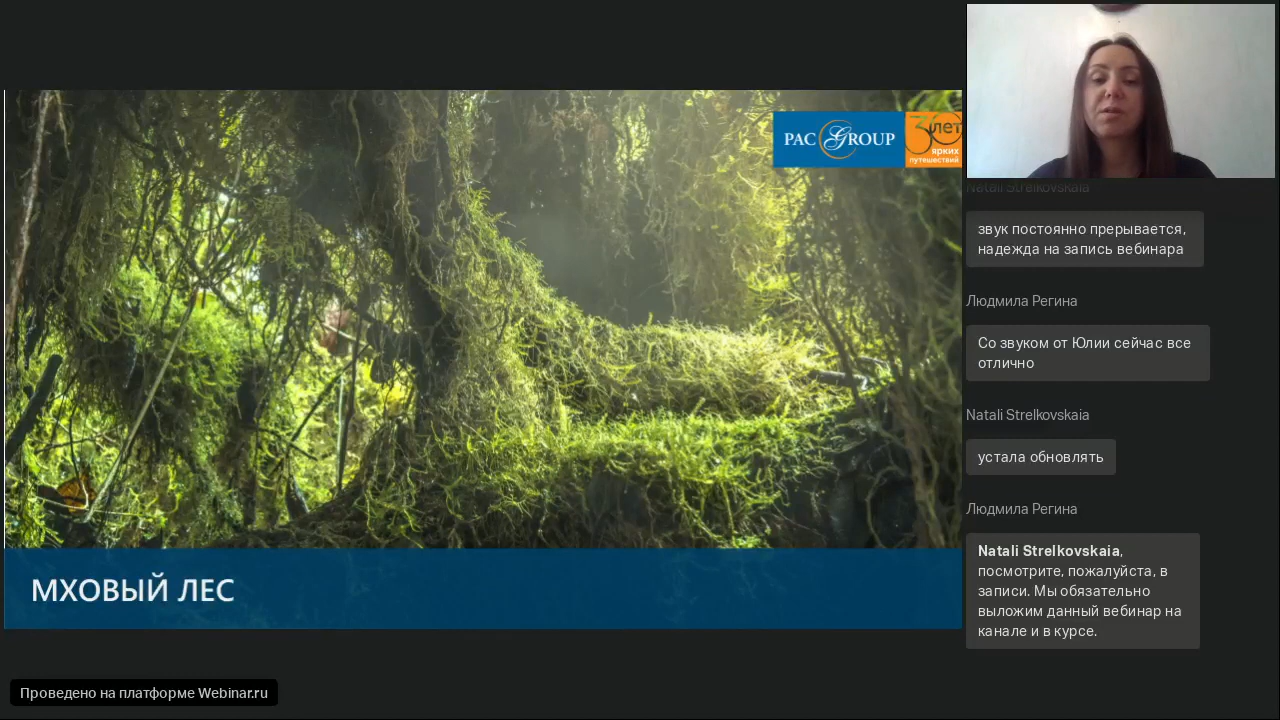 PAC GROUP
30 лет
ярких
путешествий
МХОВЫЙ ЛЕС
Проведено на платформе Webinar.ru
Natali Strelkovskaia
звук постоянно прерывается,
надежда на запись вебинара
Людмила Регина
Со звуком от Юлии сейчас все
отлично
Natali Strelkovskaia
устала обновлять
Людмила Регина
Natali Strelkovskaia,
посмотрите, пожалуйста, в
записи. Мы обязательно
выложим данный вебинар на
канале и в курсе.